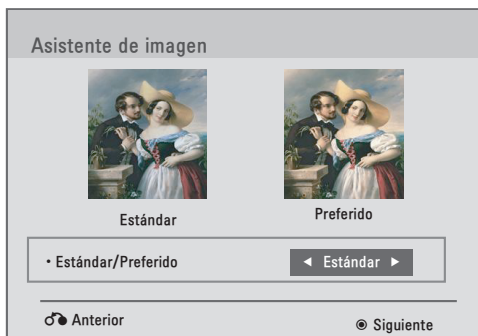 Asistente de imagen
Estándar
Preferido
• Estándar/Preferido ◄ Estándar ►
Anterior
◉ Siguiente